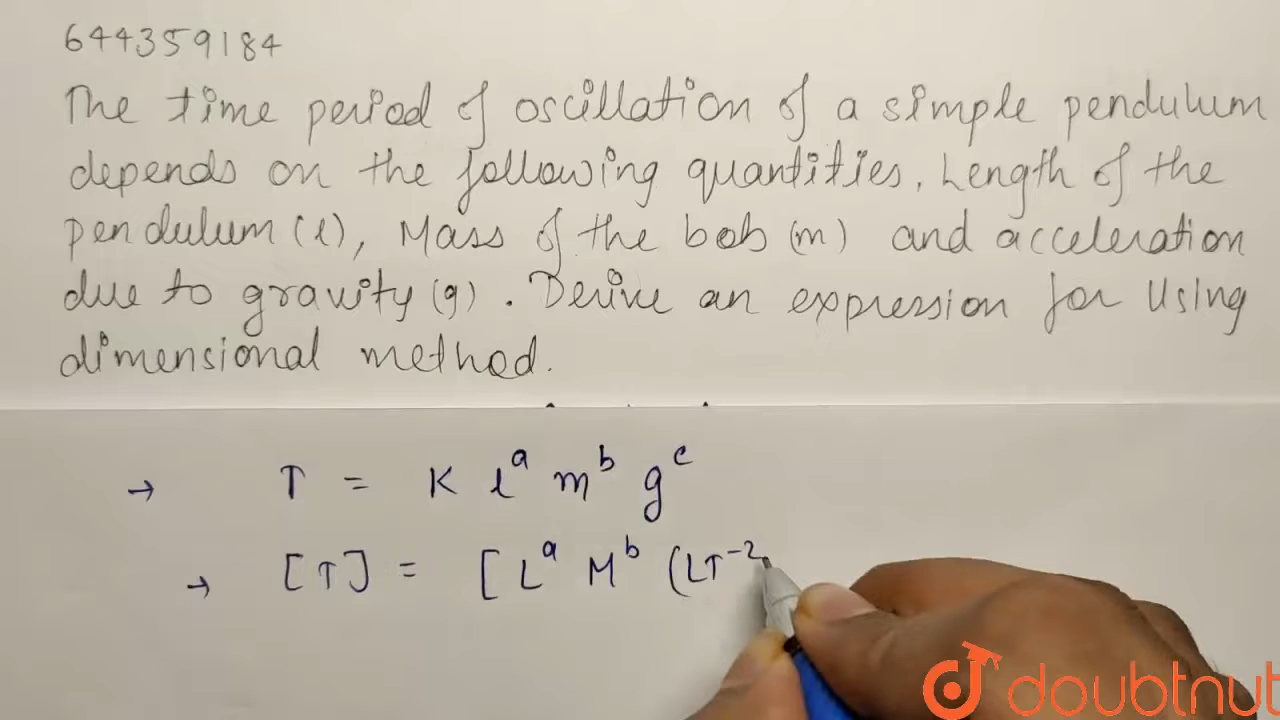 644359184
The time period of oscillation of a simple pendulum
depends on the following quantities. Length of the
pendulum (l), Mass of the bob (m) and acceleration
due to gravity (g). Derive an expression for using
dimensional method.
→ T = K l^a m^b g^c
→ [T] = [L^a M^b (LT^-2
doubtnut